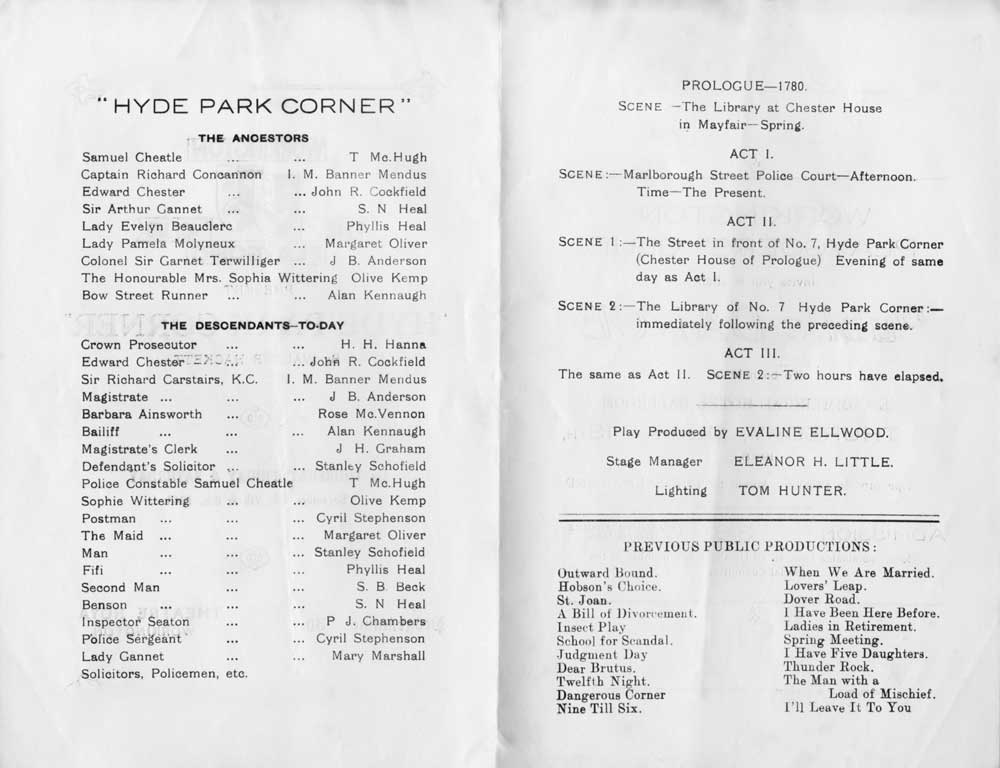 "HYDE PARK CORNER"
THE ANCESTORS
Samuel Cheatle ... ... T Mc.Hugh
Captain Richard Concannon I. M. Banner Mendus
Edward Chester ... ... John R. Cockfield
Sir Arthur Gannet ... ... S. N Heal
Lady Evelyn Beauclerc ... Phyllis Heal
Lady Pamela Molyneux ... Margaret Oliver
Colonel Sir Garnet Terwilliger ... J B. Anderson
The Honourable Mrs. Sophia Wittering Olive Kemp
Bow Street Runner ... ... Alan Kennaugh
THE DESCENDANTS—TO-DAY
Crown Prosecutor ... ... H. H. Hanna
Edward Chester ... ... John R. Cockfield
Sir Richard Carstairs, K.C. I. M. Banner Mendus
Magistrate ... ... ... J B. Anderson
Barbara Ainsworth ... Rose Mc.Vennon
Bailiff ... ... ... Alan Kennaugh
Magistrate's Clerk ... J H. Graham
Defendant's Solicitor ... ... Stanley Schofield
Police Constable Samuel Cheatle T Mc.Hugh
Sophie Wittering ... ... Olive Kemp
Postman ... ... ... Cyril Stephenson
The Maid ... ... ... Margaret Oliver
Man ... ... ... Stanley Schofield
Fifi ... ... ... Phyllis Heal
Second Man ... ... S. B. Beck
Benson ... ... ... S. N Heal
Inspector Seaton ... ... P J. Chambers
Police Sergeant ... ... Cyril Stephenson
Lady Gannet ... ... Mary Marshall
Solicitors, Policemen, etc.
PROLOGUE—1780.
SCENE —The Library at Chester House
in Mayfair—Spring.
ACT I.
SCENE:—Marlborough Street Police Court—Afternoon.
Time—The Present.
ACT II.
SCENE 1:—The Street in front of No. 7, Hyde Park Corner
(Chester House of Prologue) Evening of same
day as Act I.
SCENE 2:—The Library of No. 7 Hyde Park Corner:—
immediately following the preceding scene.
ACT III.
The same as Act II. SCENE 2:—Two hours have elapsed.
Play Produced by EVALINE ELLWOOD.
Stage Manager ELEANOR H. LITTLE.
Lighting TOM HUNTER.
PREVIOUS PUBLIC PRODUCTIONS:
Outward Bound.
Hobson's Choice.
St. Joan.
A Bill of Divorcement.
Insect Play
School for Scandal.
Judgment Day
Dear Brutus.
Twelfth Night.
Dangerous Corner
Nine Till Six.
When We Are Married.
Lovers' Leap.
Dover Road.
I Have Been Here Before.
Ladies in Retirement.
Spring Meeting.
I Have Five Daughters.
Thunder Rock.
The Man with a
Load of Mischief.
I'll Leave It To You